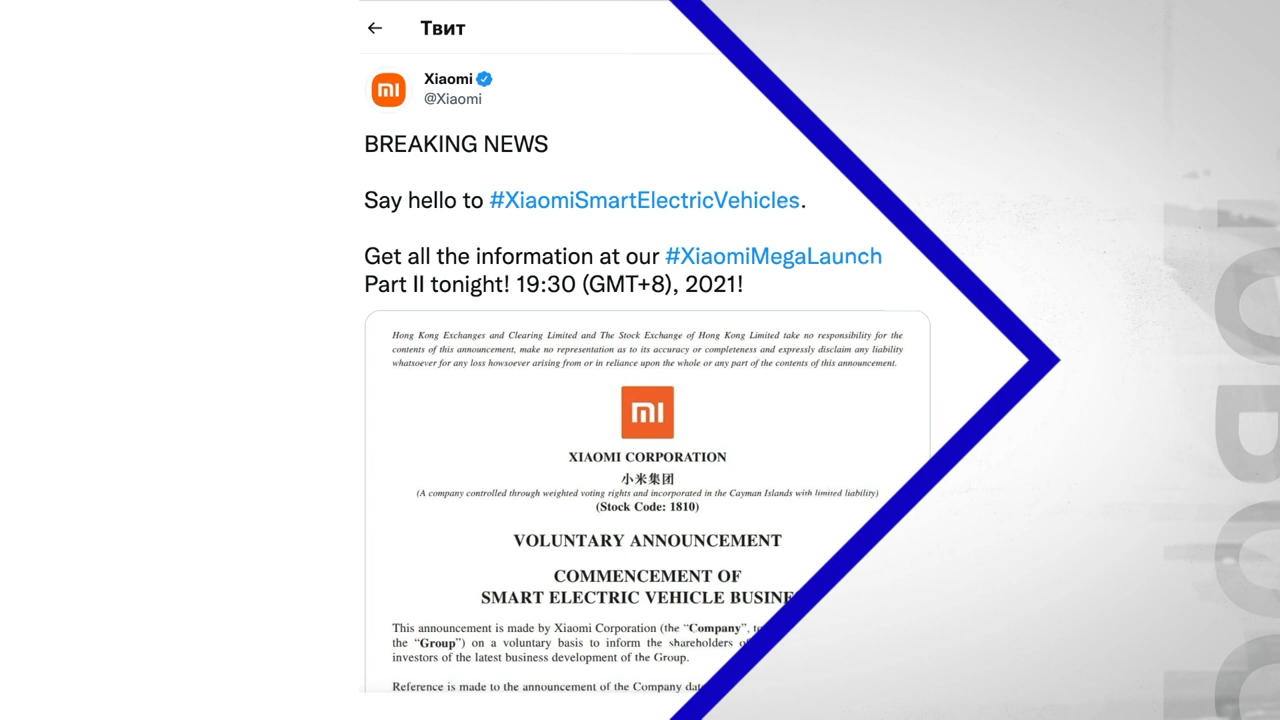 Твит
mi
Xiaomi
@Xiaomi
BREAKING NEWS
Say hello to #XiaomiSmartElectricVehicles.
Get all the information at our #XiaomiMegaLaunch
Part II tonight! 19:30 (GMT+8), 2021!
Hong Kong Exchanges and Clearing Limited and The Stock Exchange of Hong Kong Limited take no responsibility for the
contents of this announcement, make no representation as to its accuracy or completeness and expressly disclaim any liability
whatsoever for any loss howsoever arising from or in reliance upon the whole or any part of the contents of this announcement.
mi
XIAOMI CORPORATION
小米集团
(A company controlled through weighted voting rights and incorporated in the Cayman Islands with limited liability)
(Stock Code: 1810)
VOLUNTARY ANNOUNCEMENT
COMMENCEMENT OF
SMART ELECTRIC VEHICLE BUSINE
This announcement is made by Xiaomi Corporation (the “Company”,
the “Group”) on a voluntary basis to inform the shareholders
investors of the latest business development of the Group.
Reference is made to the announcement of the Company